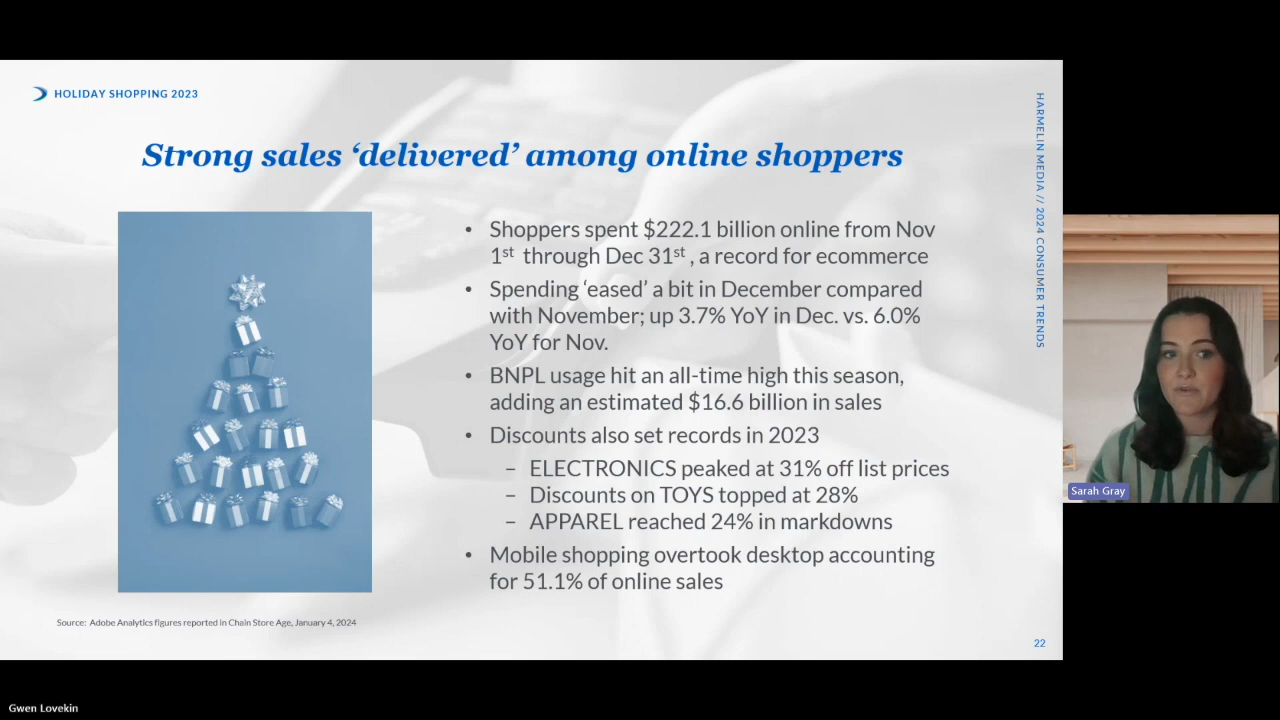 HOLIDAY SHOPPING 2023
Strong sales ‘delivered’ among online shoppers
• Shoppers spent $222.1 billion online from Nov
1st through Dec 31st , a record for ecommerce
• Spending ‘eased’ a bit in December compared
with November; up 3.7% YoY in Dec. vs. 6.0%
YoY for Nov.
• BNPL usage hit an all-time high this season,
adding an estimated $16.6 billion in sales
• Discounts also set records in 2023
– ELECTRONICS peaked at 31% off list prices
– Discounts on TOYS topped at 28%
– APPAREL reached 24% in markdowns
• Mobile shopping overtook desktop accounting
for 51.1% of online sales
Source: Adobe Analytics figures reported in Chain Store Age, January 4, 2024
22
HARMELIN MEDIA // 2024 CONSUMER TRENDS
Sarah Gray
Gwen Lovekin